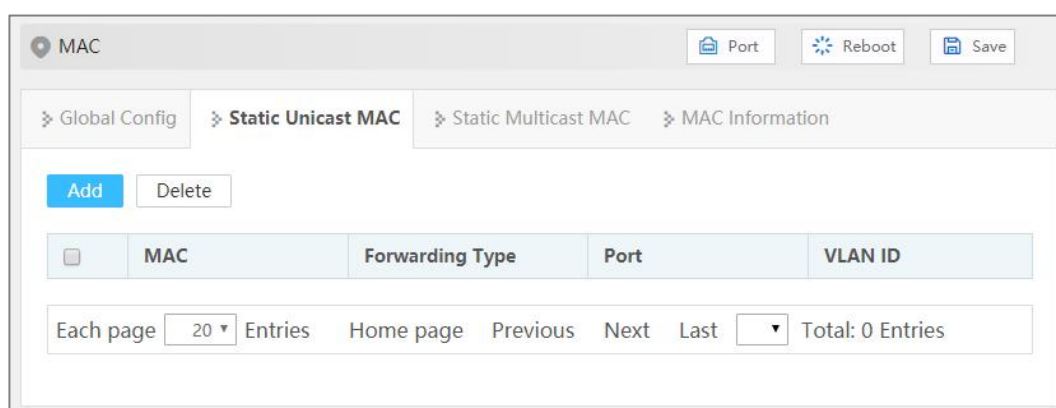 MAC Port Reboot Save
Global Config Static Unicast MAC Static Multicast MAC MAC Information
Add Delete
MAC Forwarding Type Port VLAN ID
Each page 20 Entries Home page Previous Next Last Total: 0 Entries